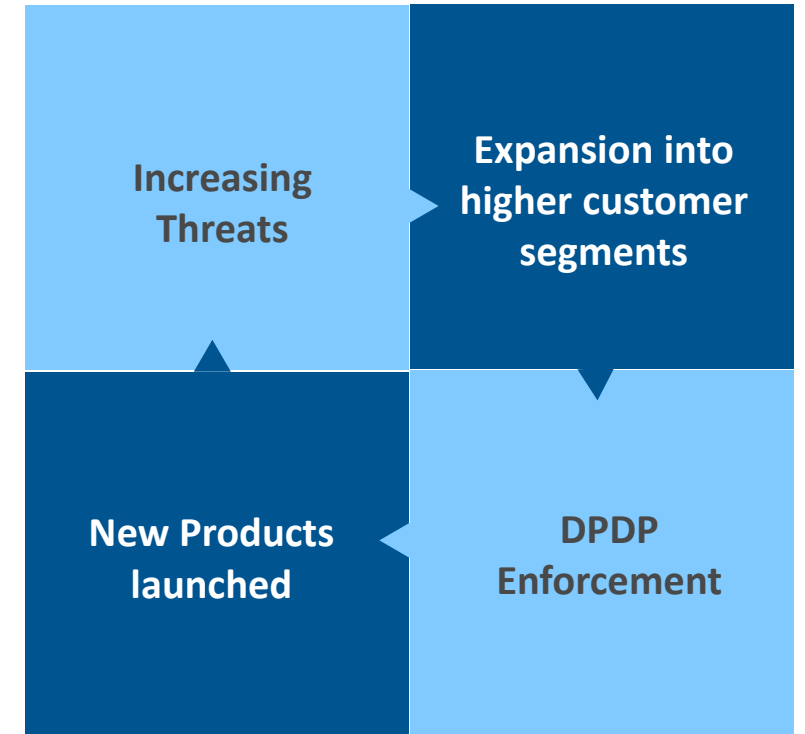 Increasing
Threats
Expansion into
higher customer
segments
New Products
launched
DPDP
Enforcement